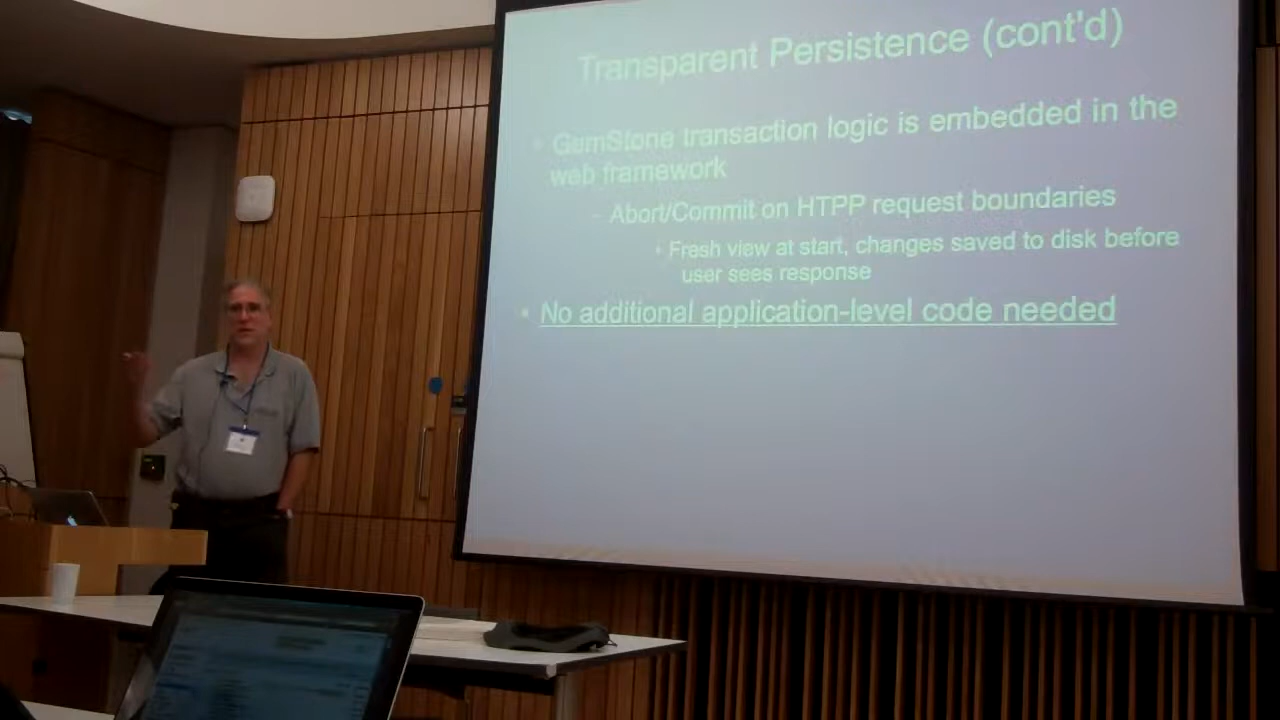 Transparent Persistence (cont'd)
GemStone transaction logic is embedded in the
web framework
- Abort/Commit on HTPP request boundaries
• Fresh view at start, changes saved to disk before
user sees response
• No additional application-level code needed